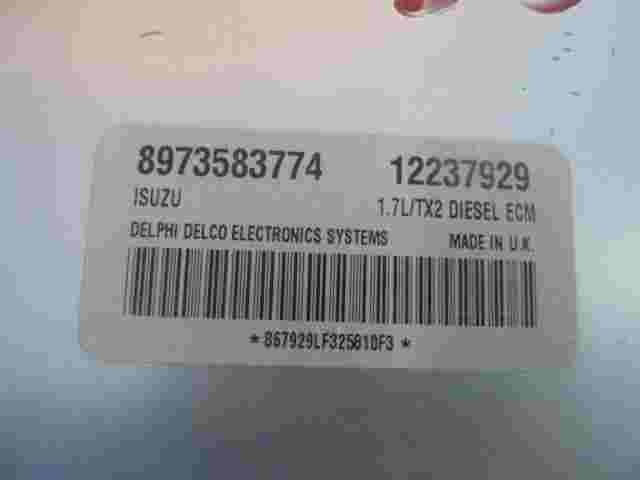 8973583774 12237929
ISUZU 1.7L/TX2 DIESEL ECM
DELPHI DELCO ELECTRONICS SYSTEMS MADE IN U.K.
*867929LF325810F3*